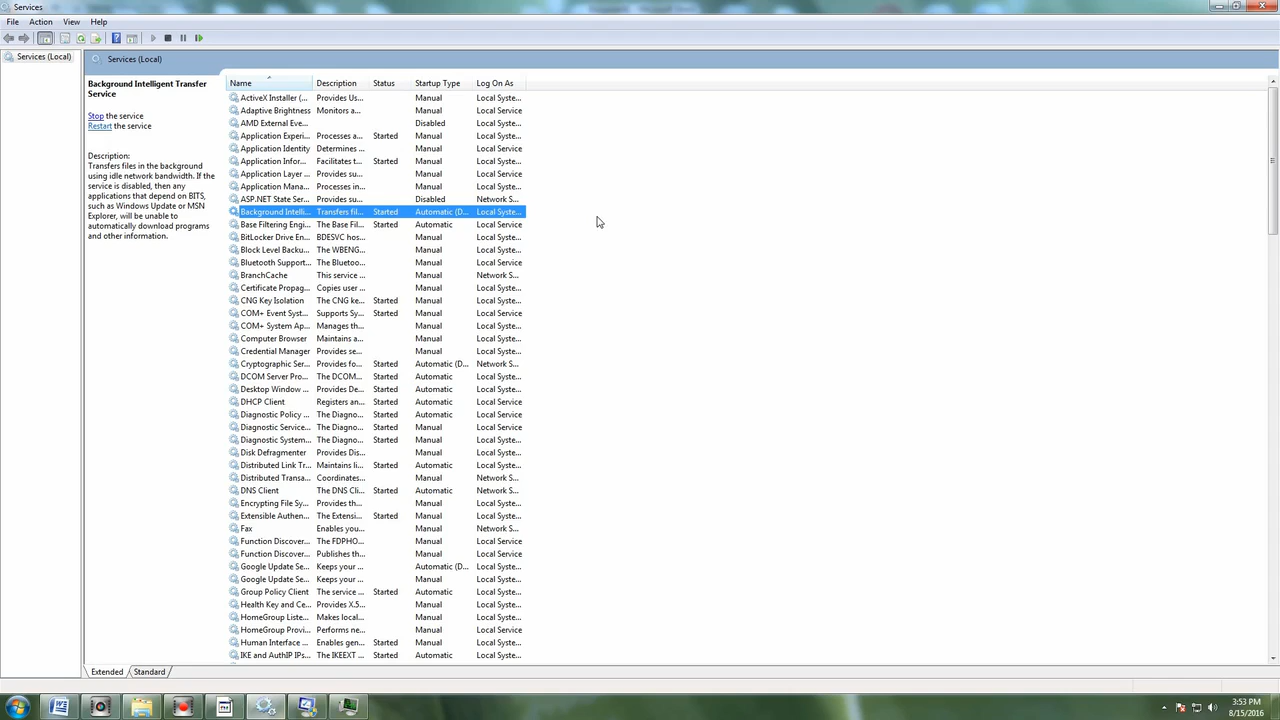 Services
File Action View Help
Services (Local)
Services (Local)
Background Intelligent Transfer
Service
Stop the service
Restart the service
Description:
Transfers files in the background
using idle network bandwidth. If the
service is disabled, then any
applications that depend on BITS,
such as Windows Update or MSN
Explorer, will be unable to
automatically download programs
and other information.
Name Description Status Startup Type Log On As
ActiveX Installer (... Provides Us... Manual Local Syste...
Adaptive Brightness Monitors a... Manual Local Service
AMD External Eve... Disabled Local Syste...
Application Experi... Processes a... Started Manual Local Syste...
Application Identity Determines ... Manual Local Service
Application Infor... Facilitates t... Started Manual Local Syste...
Application Layer ... Provides su... Manual Local Service
Application Mana... Processes in... Manual Local Syste...
ASP.NET State Ser... Provides su... Disabled Network S...
Background Intelli... Transfers fil... Started Automatic (D... Local Syste...
Base Filtering Engi... The Base Fil... Started Automatic Local Service
BitLocker Drive En... BDESVC hos... Manual Local Syste...
Block Level Backu... The WBENG... Manual Local Syste...
Bluetooth Support... The Bluetoo... Manual Local Service
BranchCache This service ... Manual Network S...
Certificate Propag... Copies user ... Manual Local Syste...
CNG Key Isolation The CNG ke... Started Manual Local Syste...
COM+ Event Syst... Supports Sy... Started Manual Local Service
COM+ System Ap... Manages th... Manual Local Syste...
Computer Browser Maintains a... Manual Local Syste...
Credential Manager Provides se... Manual Local Syste...
Cryptographic Ser... Provides fo... Started Automatic (D... Network S...
DCOM Server Pro... The DCOM... Started Automatic Local Syste...
Desktop Window ... Provides De... Started Automatic Local Syste...
DHCP Client Registers an... Started Automatic Local Service
Diagnostic Policy ... The Diagno... Started Automatic Local Service
Diagnostic Service... The Diagno... Started Manual Local Service
Diagnostic System... The Diagno... Started Manual Local Syste...
Disk Defragmenter Provides Dis... Manual Local Syste...
Distributed Link Tr... Maintains li... Started Automatic Local Syste...
Distributed Transa... Coordinates... Manual Network S...
DNS Client The DNS Cli... Started Automatic Network S...
Encrypting File Sy... Provides th... Manual Local Syste...
Extensible Authen... The Extensi... Started Manual Local Syste...
Fax Enables you... Manual Network S...
Function Discover... The FDPHO... Manual Local Service
Function Discover... Publishes th... Manual Local Service
Google Update Se... Keeps your ... Automatic (D... Local Syste...
Google Update Se... Keeps your ... Manual Local Syste...
Group Policy Client The service ... Started Automatic Local Syste...
Health Key and Ce... Provides X.5... Manual Local Syste...
HomeGroup Liste... Makes local... Manual Local Syste...
HomeGroup Provi... Performs ne... Manual Local Service
Human Interface ... Enables gen... Started Manual Local Syste...
IKE and AuthIP IPs... The IKEEXT ... Started Automatic Local Syste...
Extended Standard
3:53 PM
8/15/2016